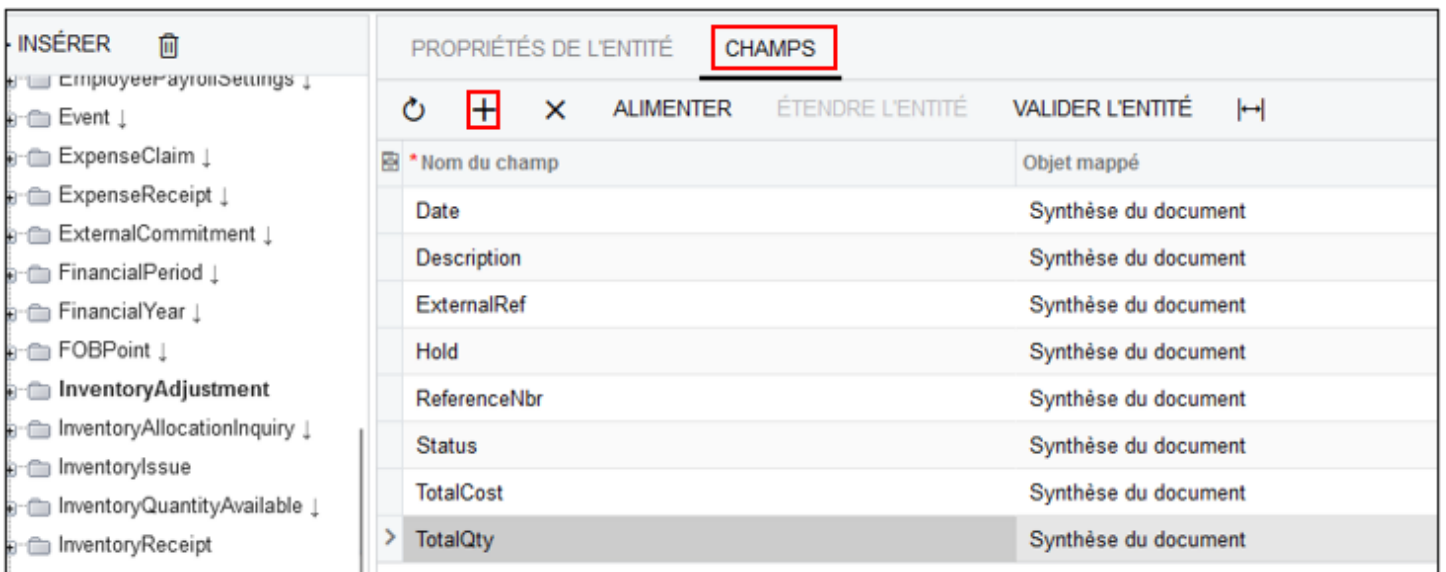 INSÉRER
EmployeePayrollSettings ↓
Event ↓
ExpenseClaim ↓
ExpenseReceipt ↓
ExternalCommitment ↓
FinancialPeriod ↓
FinancialYear ↓
FOBPoint ↓
InventoryAdjustment
InventoryAllocationInquiry ↓
InventoryIssue
InventoryQuantityAvailable ↓
InventoryReceipt
PROPRIÉTÉS DE L'ENTITÉ CHAMPS
ALIMENTER ÉTENDRE L'ENTITÉ VALIDER L'ENTITÉ
* Nom du champ Objet mappé
Date Synthèse du document
Description Synthèse du document
ExternalRef Synthèse du document
Hold Synthèse du document
ReferenceNbr Synthèse du document
Status Synthèse du document
TotalCost Synthèse du document
TotalQty Synthèse du document